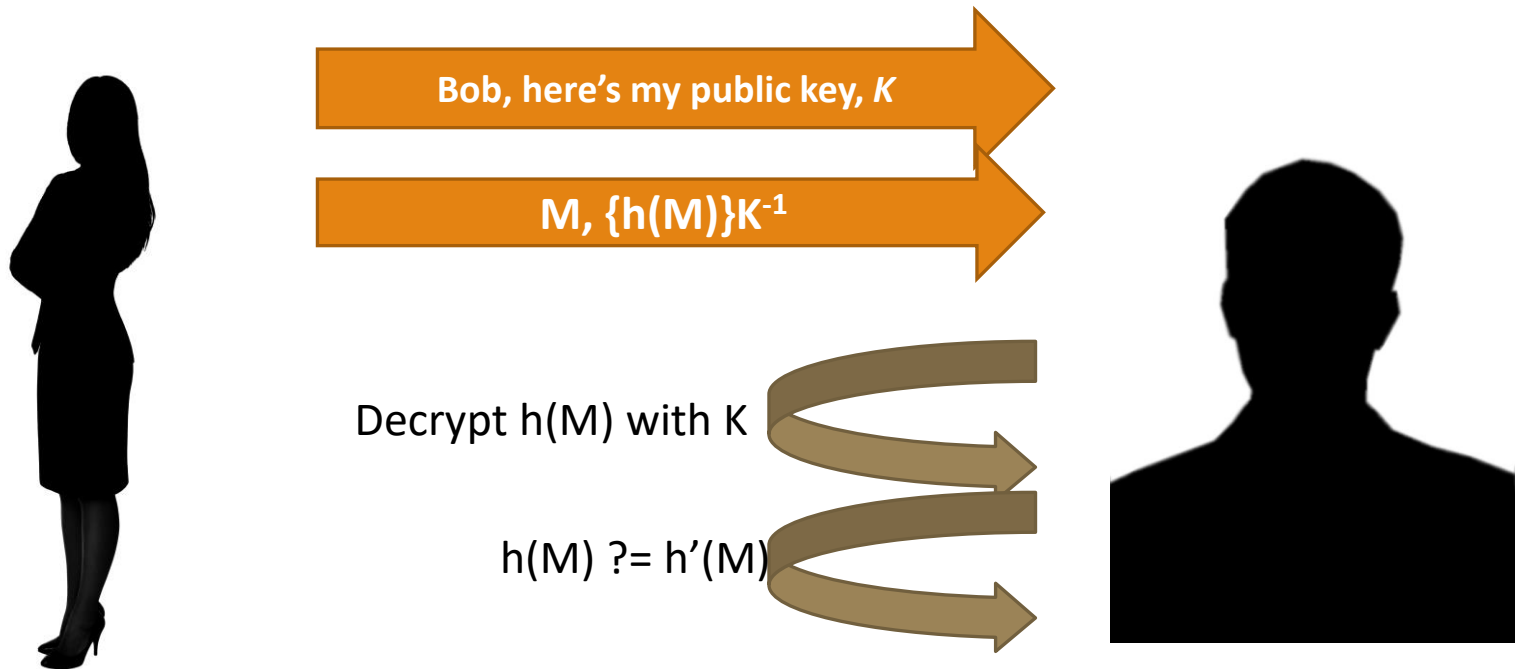 Bob, here’s my public key, K
M, {h(M)}K⁻¹
Decrypt h(M) with K
h(M) ?= h’(M)